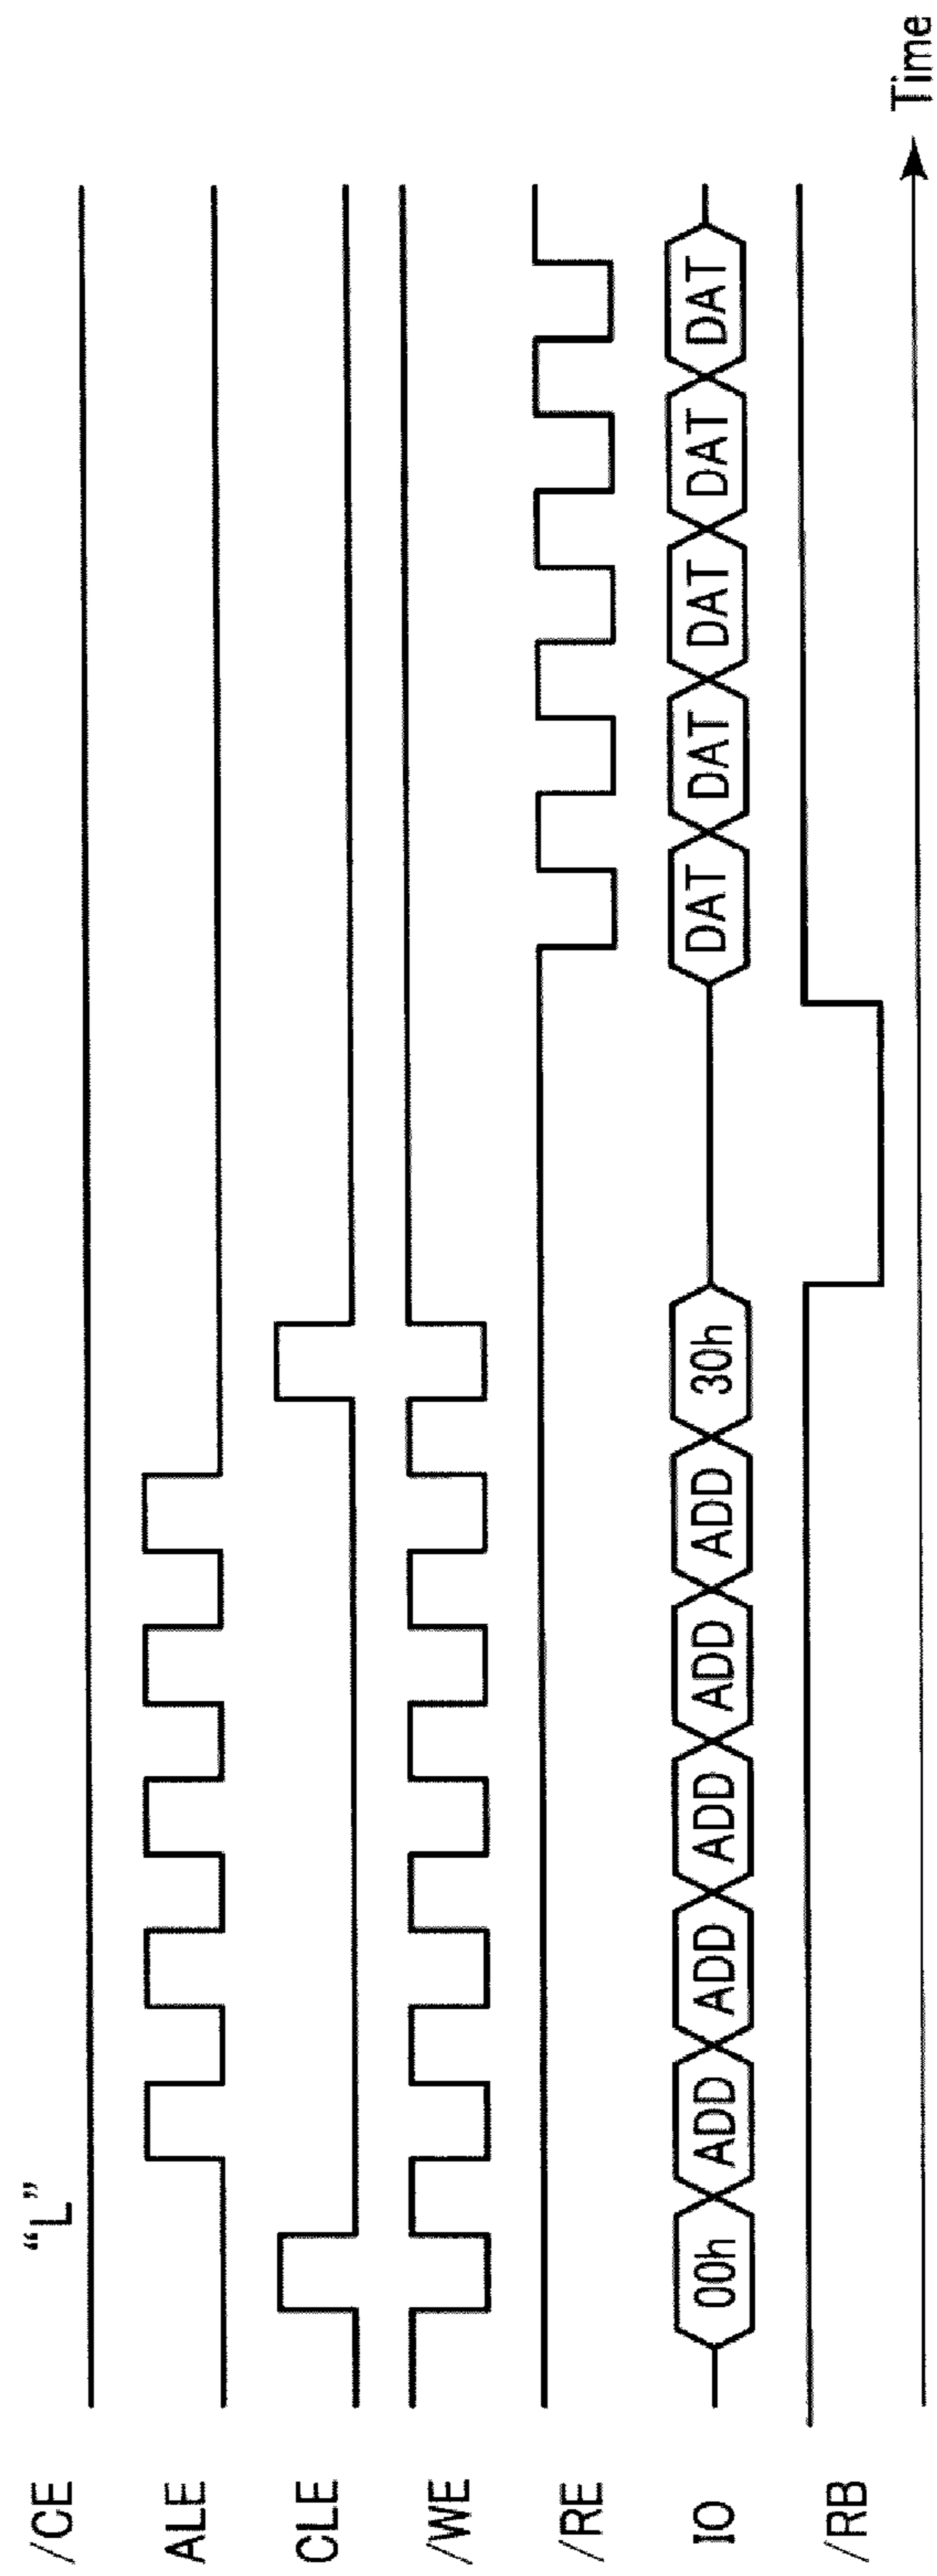 /CE "L"
ALE
CLE
/WE
/RE
IO 00h ADD ADD ADD ADD ADD 30h DAT DAT DAT DAT DAT
/RB
Time